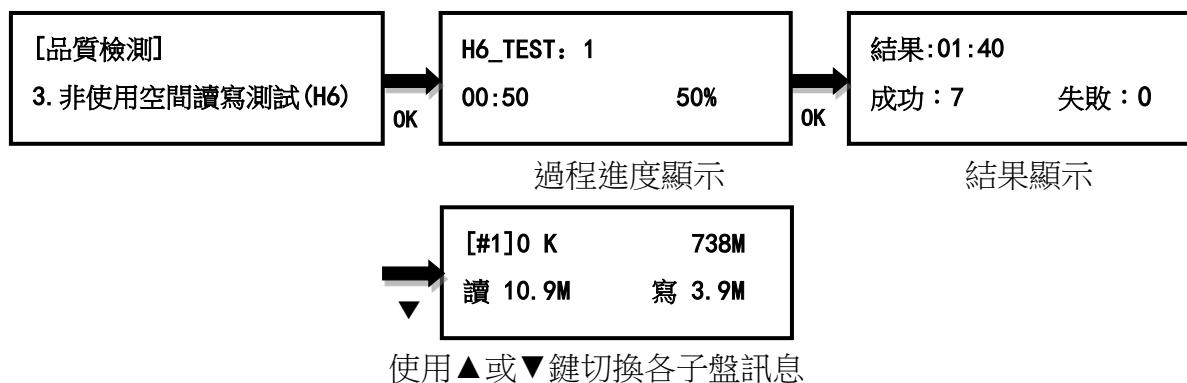 [品質檢測]
3.非使用空間讀寫測試(H6)
OK
H6_TEST: 1
00:50 50%
OK
結果:01:40
成功：7 失敗：0
過程進度顯示
結果顯示
▼
[#1]0 K 738M
讀 10.9M 寫 3.9M
使用▲或▼鍵切換各子盤訊息